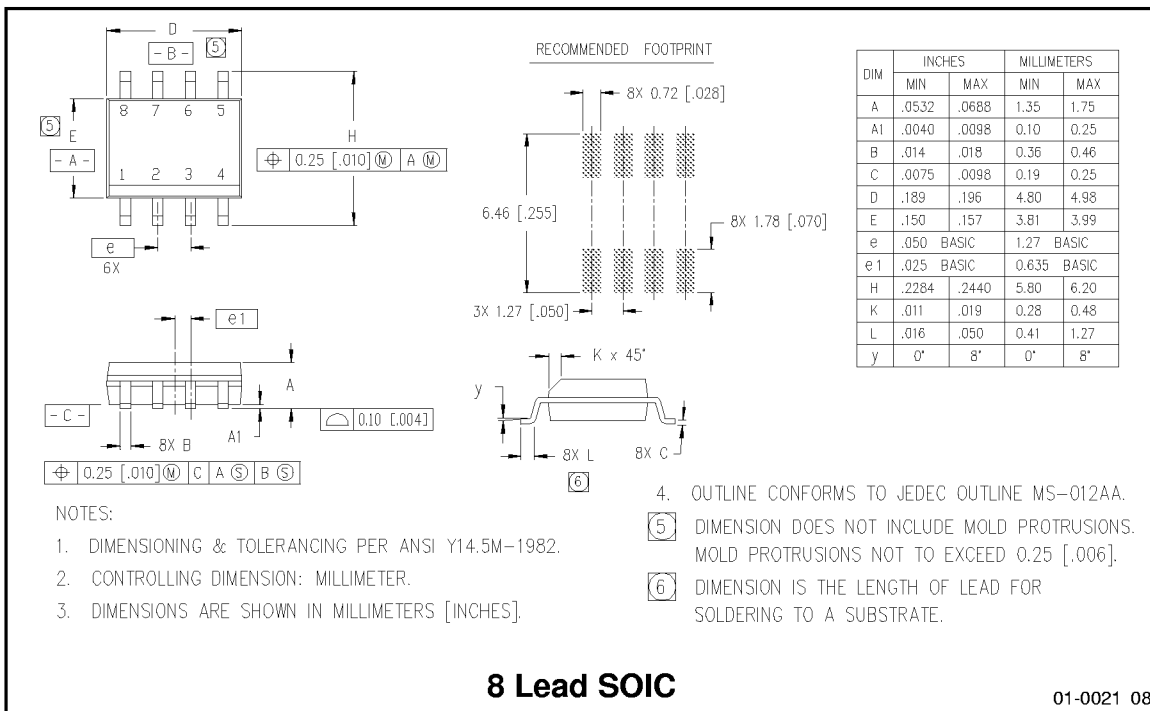 D
- B -
5
8 7 6 5
5
E
- A -
H
1 2 3 4
⌖ 0.25 [.010] Ⓜ A Ⓜ
e
6X
RECOMMENDED FOOTPRINT
8X 0.72 [.028]
6.46 [.255]
8X 1.78 [.070]
3X 1.27 [.050]
DIM INCHES MILLIMETERS
MIN MAX MIN MAX
A .0532 .0688 1.35 1.75
A1 .0040 .0098 0.10 0.25
B .014 .018 0.36 0.46
C .0075 .0098 0.19 0.25
D .189 .196 4.80 4.98
E .150 .157 3.81 3.99
e .050 BASIC 1.27 BASIC
e1 .025 BASIC 0.635 BASIC
H .2284 .2440 5.80 6.20
K .011 .019 0.28 0.48
L .016 .050 0.41 1.27
y 0° 8° 0° 8°
e1
A
- C -
A1
8X B
0.10 [.004]
⌖ 0.25 [.010] Ⓜ C A Ⓢ B Ⓢ
K x 45°
y
8X L
8X C
6
NOTES:
1. DIMENSIONING & TOLERANCING PER ANSI Y14.5M-1982.
2. CONTROLLING DIMENSION: MILLIMETER.
3. DIMENSIONS ARE SHOWN IN MILLIMETERS [INCHES].
4. OUTLINE CONFORMS TO JEDEC OUTLINE MS-012AA.
5 DIMENSION DOES NOT INCLUDE MOLD PROTRUSIONS.
MOLD PROTRUSIONS NOT TO EXCEED 0.25 [.006].
6 DIMENSION IS THE LENGTH OF LEAD FOR
SOLDERING TO A SUBSTRATE.
8 Lead SOIC
01-0021 08